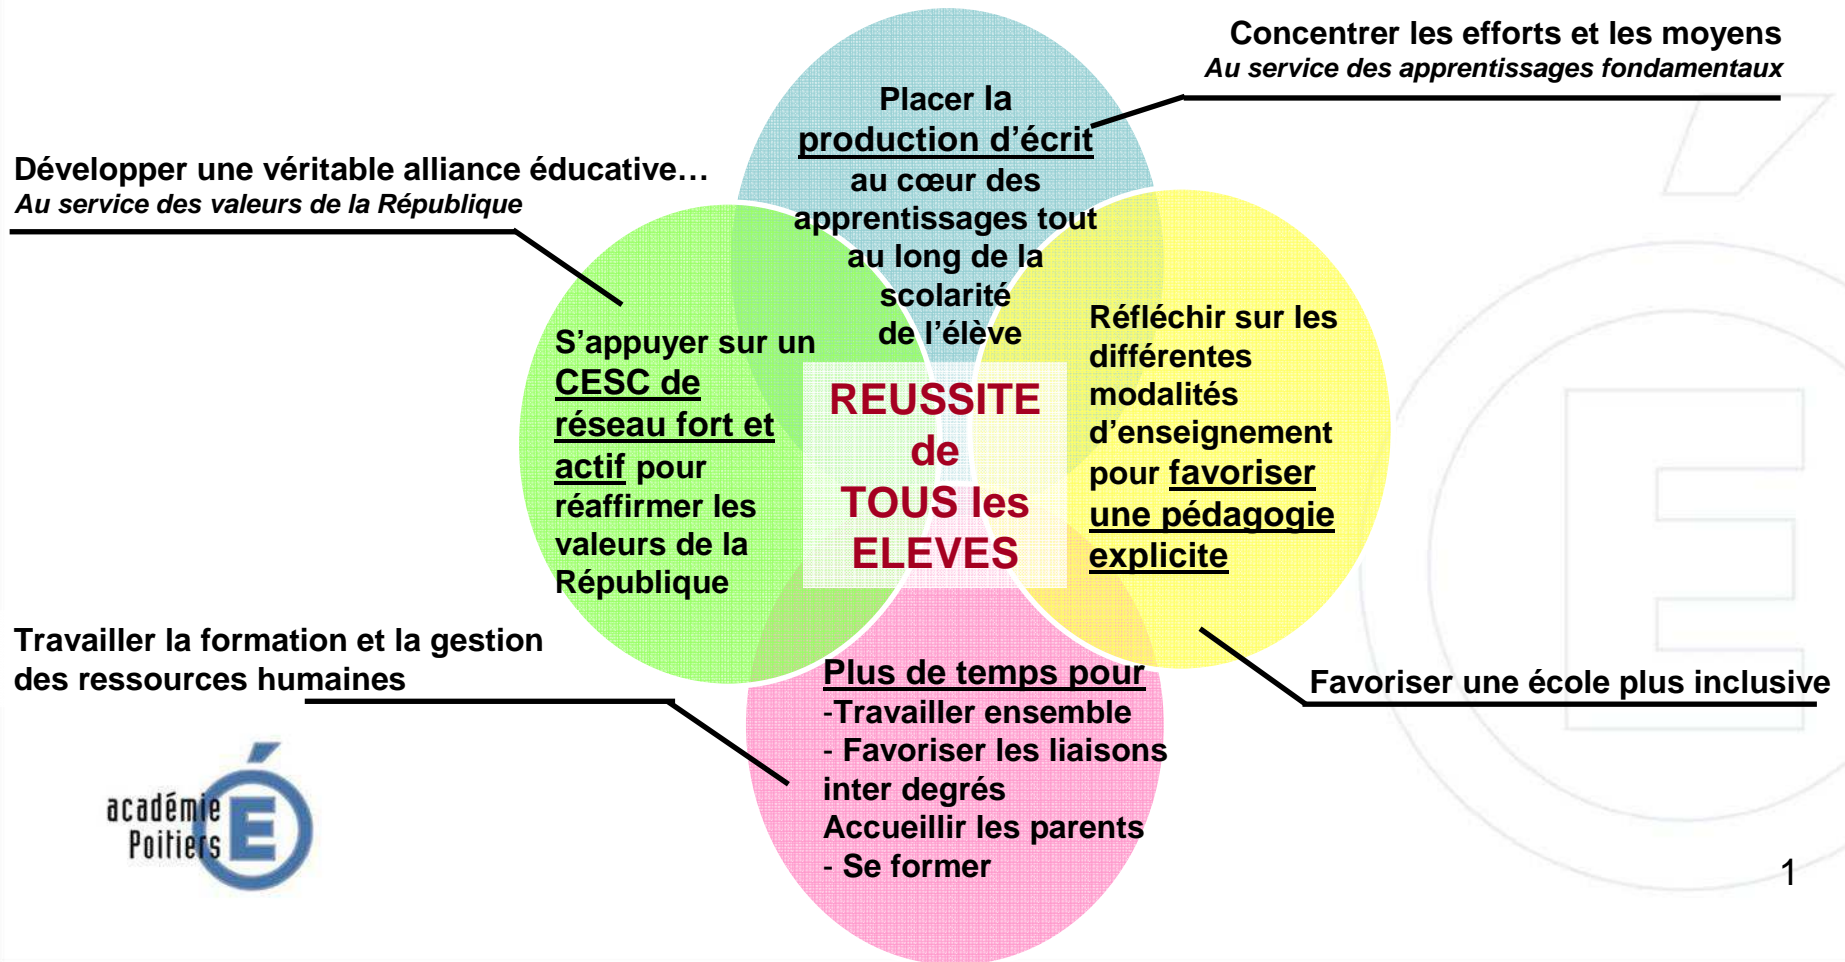 Concentrer les efforts et les moyens
Au service des apprentissages fondamentaux
Placer la
production d'écrit
au cœur des
apprentissages tout
au long de la
scolarité
de l'élève
Développer une véritable alliance éducative…
Au service des valeurs de la République
S'appuyer sur un
CESC de
réseau fort et
actif pour
réaffirmer les
valeurs de la
République
REUSSITE
de
TOUS les
ELEVES
Réfléchir sur les
différentes
modalités
d'enseignement
pour favoriser
une pédagogie
explicite
Travailler la formation et la gestion
des ressources humaines
Plus de temps pour
-Travailler ensemble
- Favoriser les liaisons
inter degrés
Accueillir les parents
- Se former
Favoriser une école plus inclusive
académie
Poitiers
É
É
1